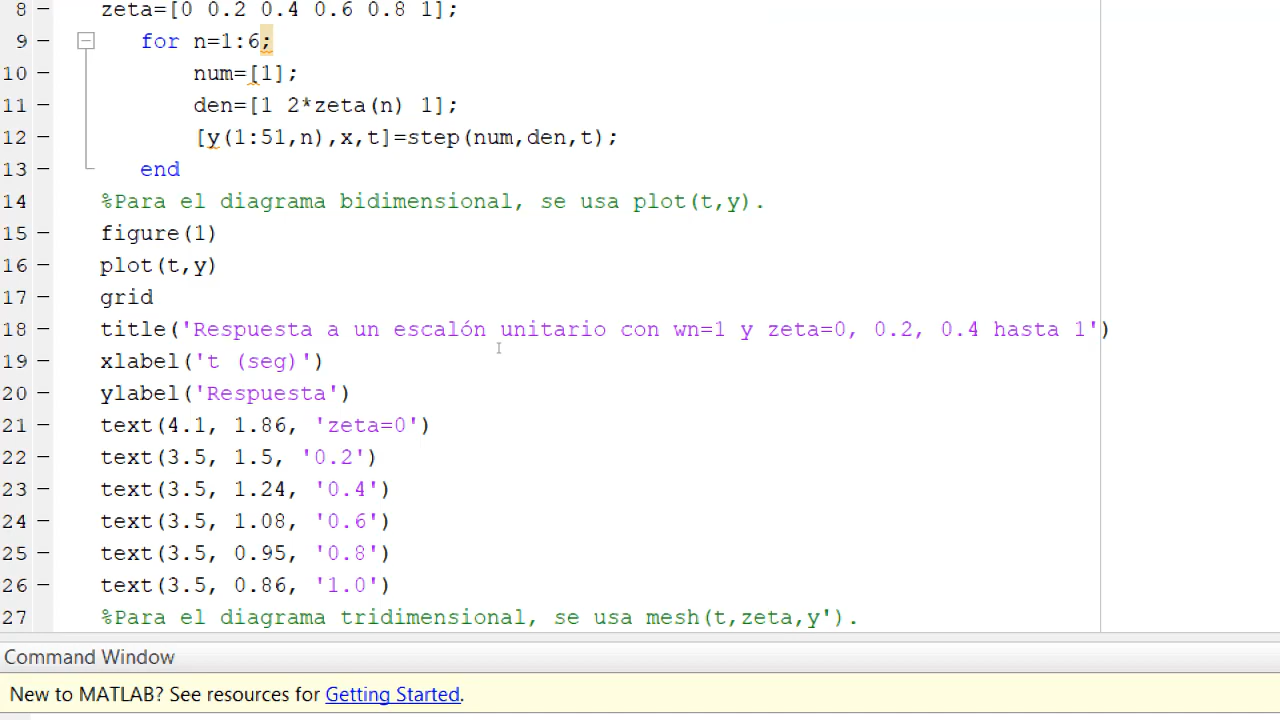 8 – zeta=[0 0.2 0.4 0.6 0.8 1];
9 – for n=1:6;
10 – num=[1];
11 – den=[1 2*zeta(n) 1];
12 – [y(1:51,n),x,t]=step(num,den,t);
13 – end
14 – %Para el diagrama bidimensional, se usa plot(t,y).
15 – figure(1)
16 – plot(t,y)
17 – grid
18 – title('Respuesta a un escalón unitario con wn=1 y zeta=0, 0.2, 0.4 hasta 1')
19 – xlabel('t (seg)')
20 – ylabel('Respuesta')
21 – text(4.1, 1.86, 'zeta=0')
22 – text(3.5, 1.5, '0.2')
23 – text(3.5, 1.24, '0.4')
24 – text(3.5, 1.08, '0.6')
25 – text(3.5, 0.95, '0.8')
26 – text(3.5, 0.86, '1.0')
27 %Para el diagrama tridimensional, se usa mesh(t,zeta,y').
Command Window
New to MATLAB? See resources for Getting Started.